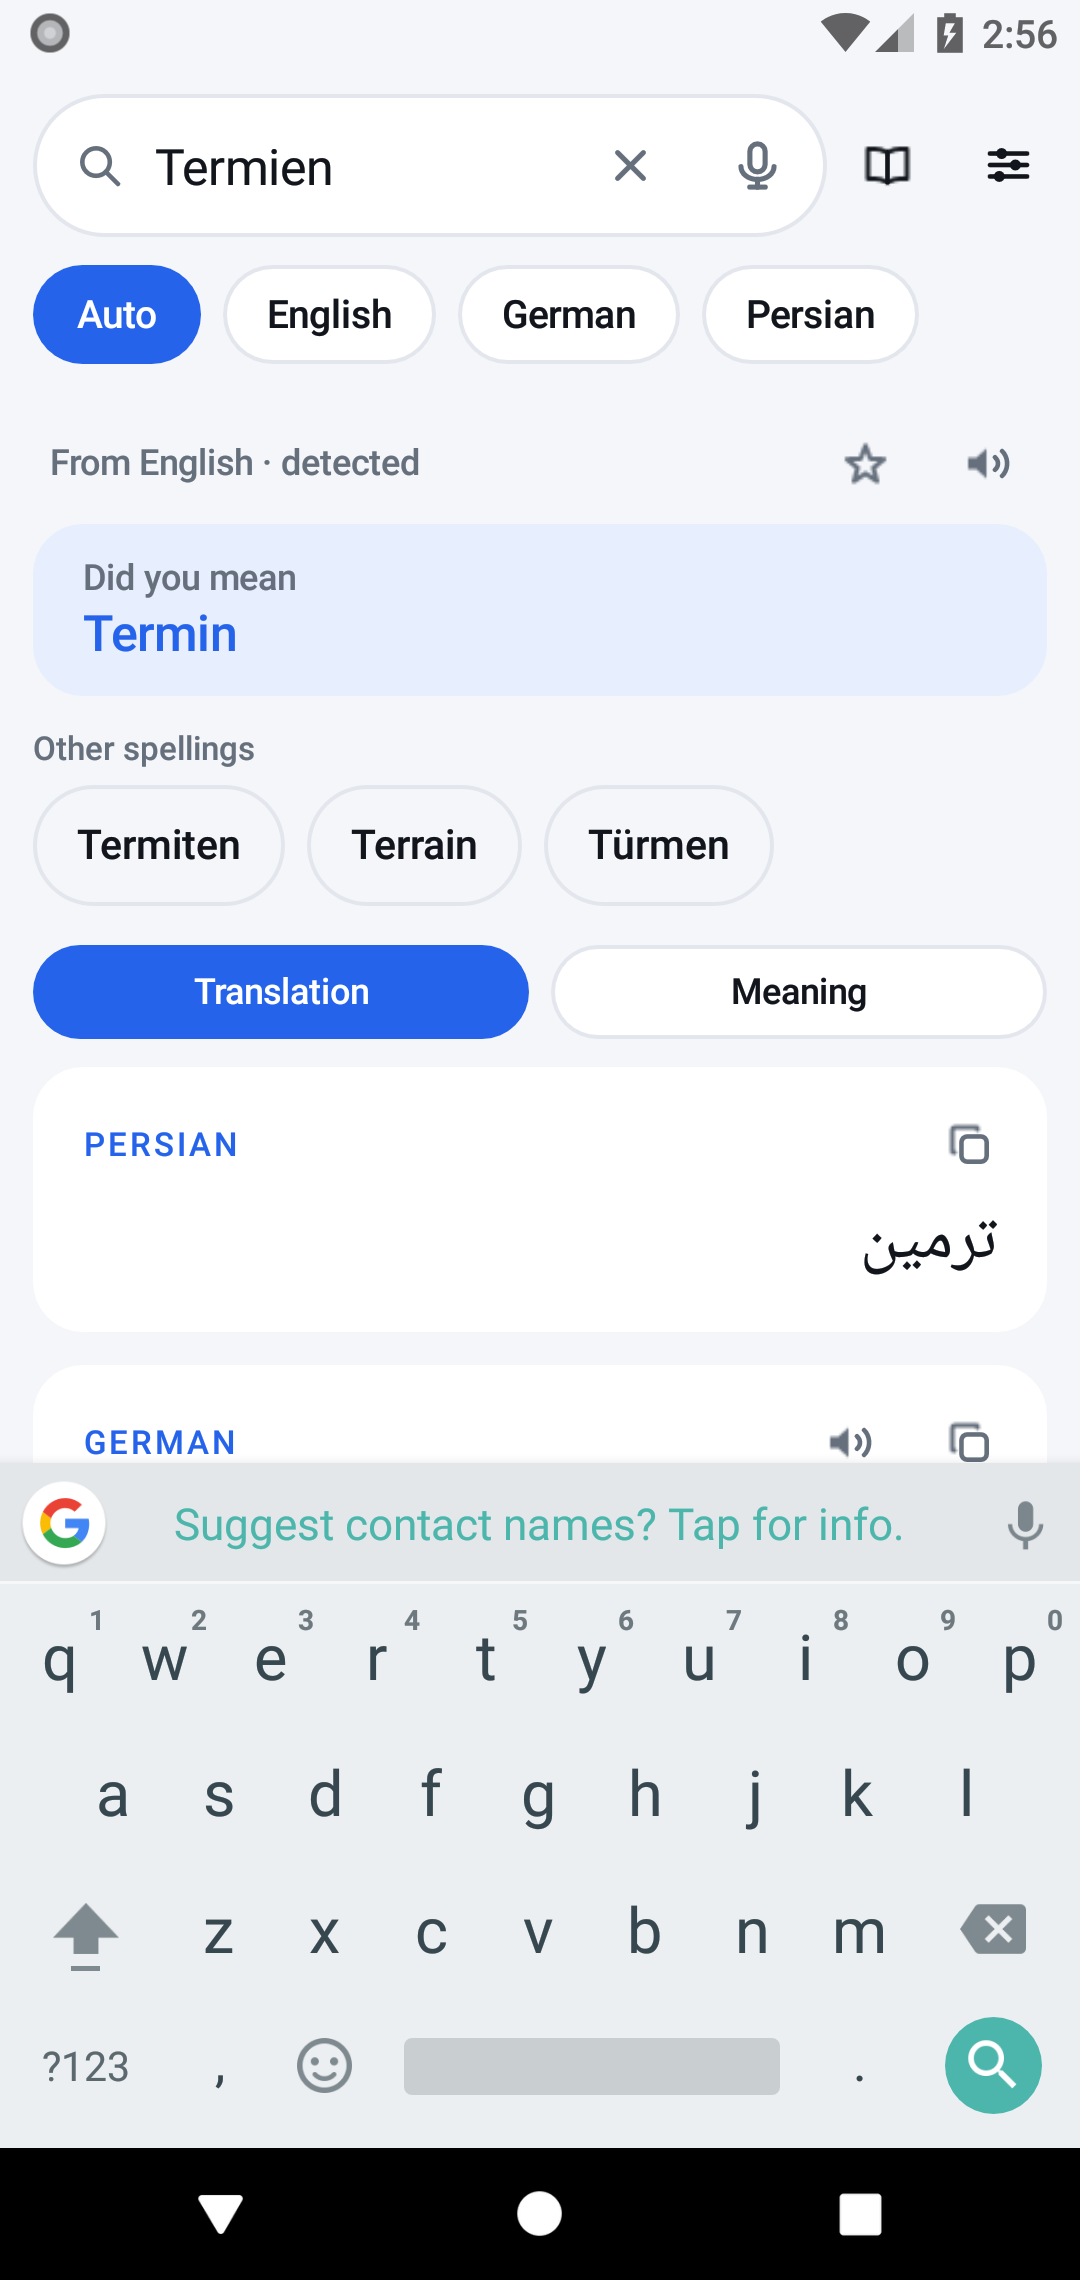 2:56
Termien
Auto English German Persian
From English · detected
Did you mean
Termin
Other spellings
Termiten Terrain Türmen
Translation Meaning
PERSIAN
ترمین
GERMAN
Suggest contact names? Tap for info.
1 2 3 4 5 6 7 8 9 0
q w e r t y u i o p
a s d f g h j k l
z x c v b n m
?123 , .